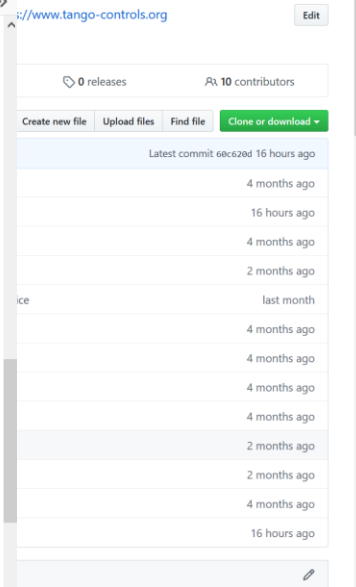 s://www.tango-controls.org Edit
0 releases 10 contributors
Create new file Upload files Find file Clone or download
Latest commit 60c620d 16 hours ago
4 months ago
16 hours ago
4 months ago
2 months ago
ice last month
4 months ago
4 months ago
4 months ago
4 months ago
2 months ago
2 months ago
4 months ago
16 hours ago